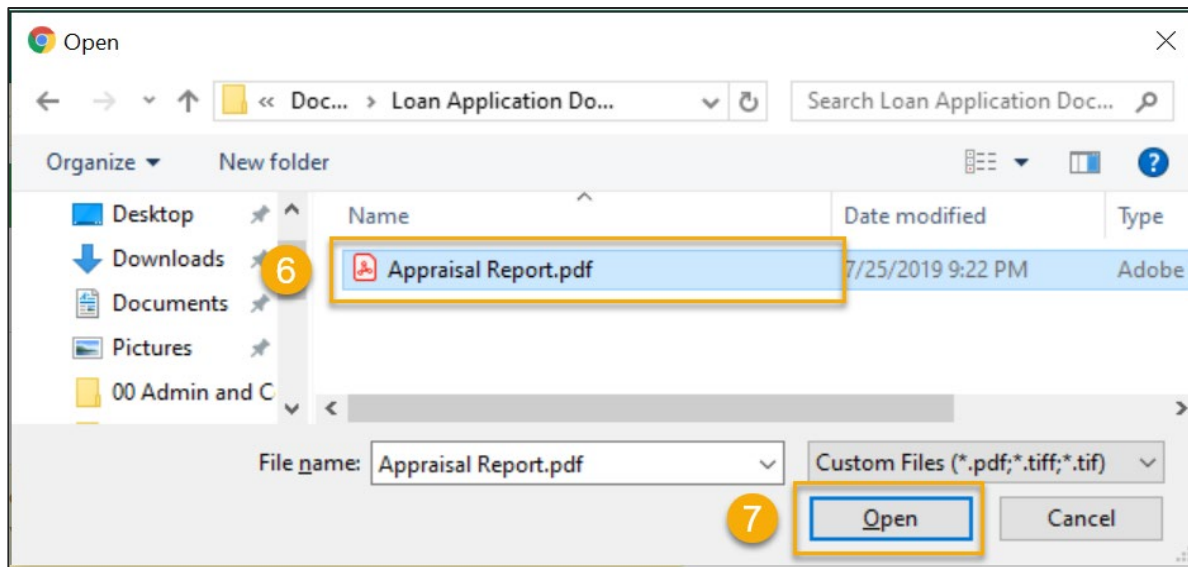 Open
« Doc... > Loan Application Do...
Search Loan Application Doc...
Organize
New folder
Desktop
Name
Date modified
Type
Downloads
6
Appraisal Report.pdf
7/25/2019 9:22 PM
Adobe
Documents
Pictures
00 Admin and C
File name:
Appraisal Report.pdf
Custom Files (*.pdf;*.tiff;*.tif)
7
Open
Cancel